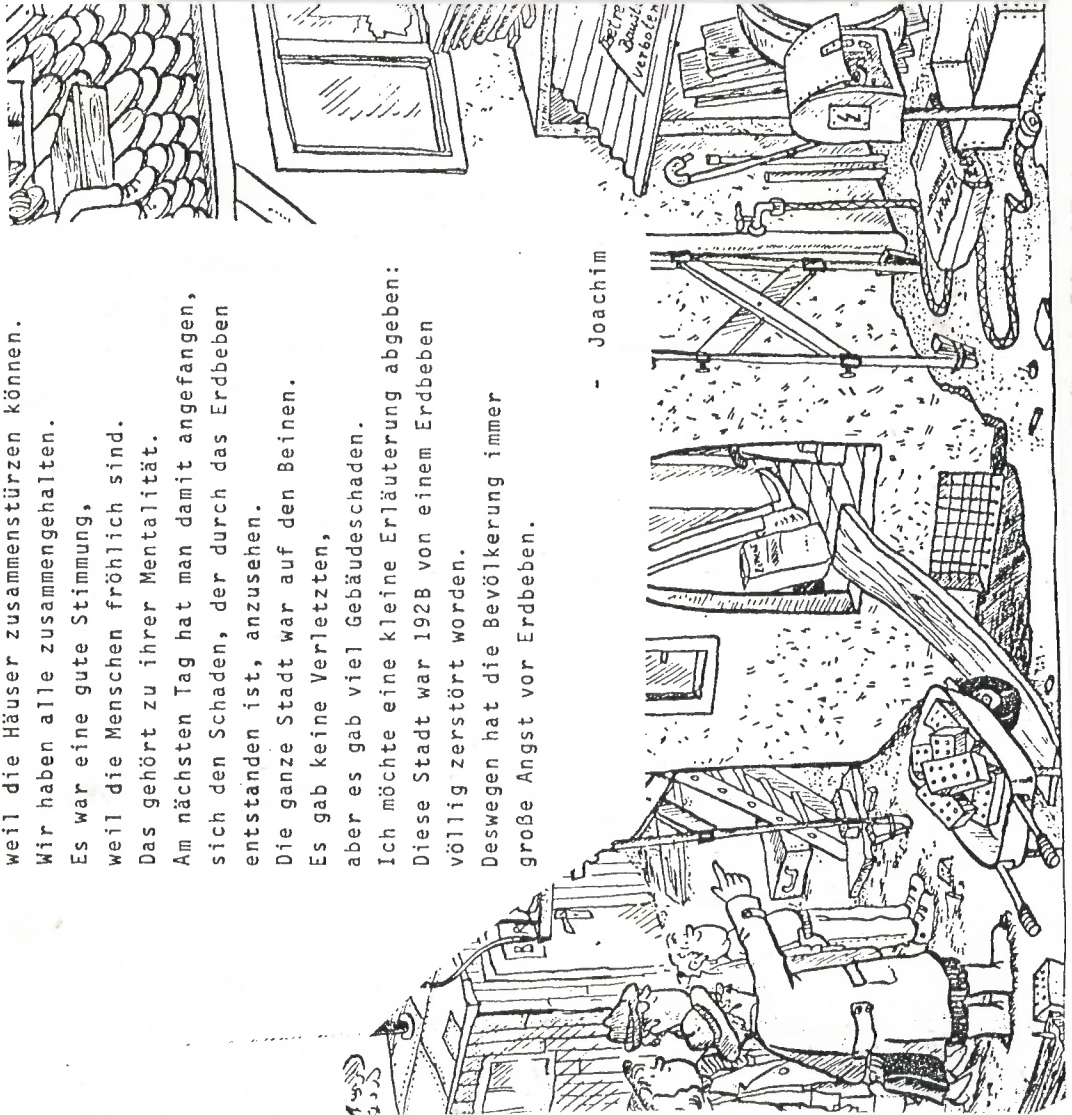 weil die Häuser zusammenstürzen können.
Wir haben alle zusammengehalten.
Es war eine gute Stimmung,
weil die Menschen fröhlich sind.
Das gehört zu ihrer Mentalität.
Am nächsten Tag hat man damit angefangen,
sich den Schaden, der durch das Erdbeben
entstanden ist, anzusehen.
Die ganze Stadt war auf den Beinen.
Es gab keine Verletzten,
aber es gab viel Gebäudeschaden.
Ich möchte eine kleine Erläuterung abgeben:
Diese Stadt war 192B von einem Erdbeben
völlig zerstört worden.
Deswegen hat die Bevölkerung immer
große Angst vor Erdbeben.
- Joachim
Betre
Baust
verboten
ZEMENT